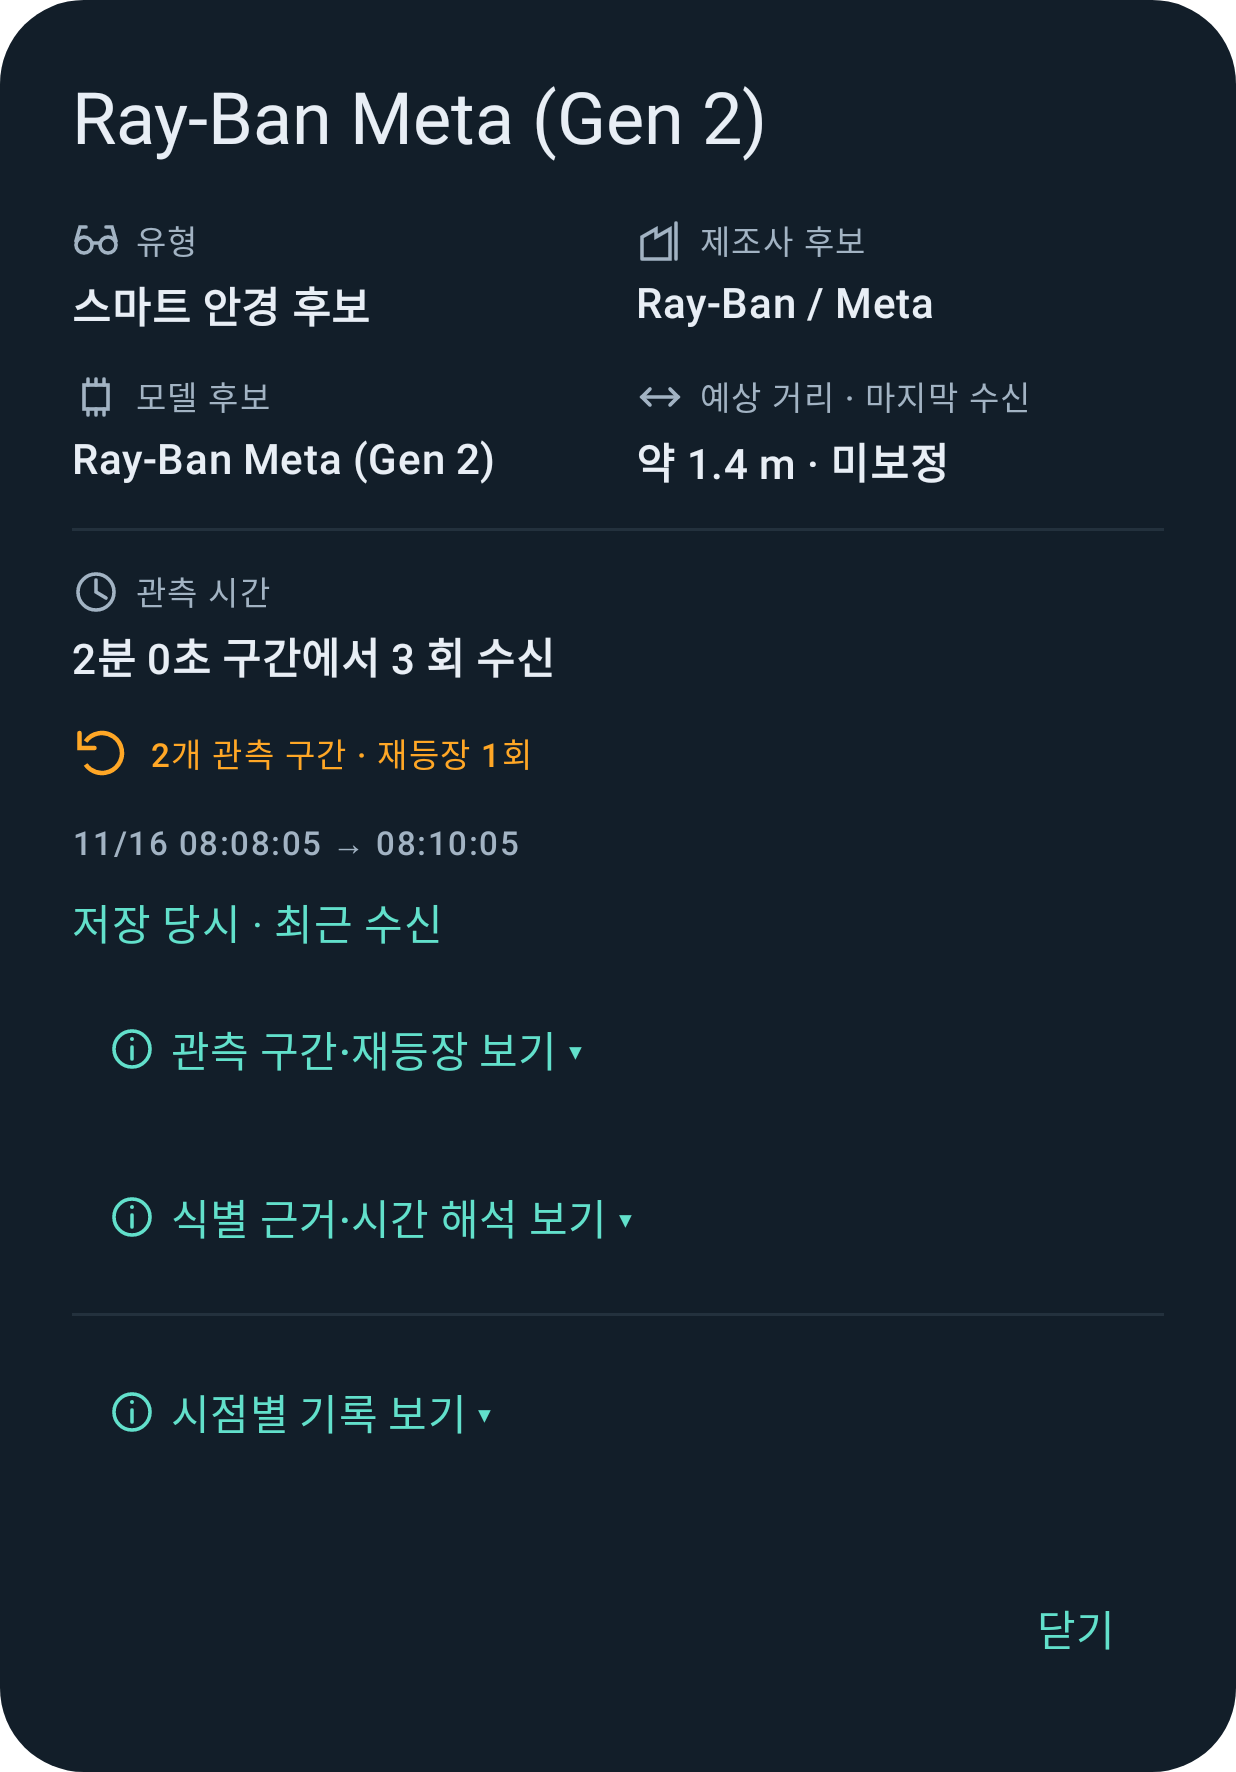 Ray-Ban Meta (Gen 2)
유형
스마트 안경 후보
제조사 후보
Ray-Ban / Meta
모델 후보
Ray-Ban Meta (Gen 2)
예상 거리 · 마지막 수신
약 1.4 m · 미보정
관측 시간
2분 0초 구간에서 3 회 수신
2개 관측 구간 · 재등장 1회
11/16 08:08:05 → 08:10:05
저장 당시 · 최근 수신
관측 구간·재등장 보기 ▾
식별 근거·시간 해석 보기 ▾
시점별 기록 보기 ▾
닫기